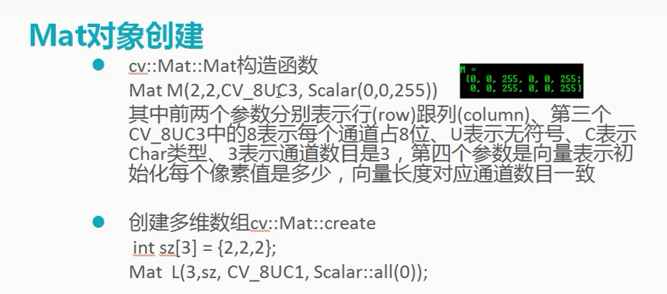 Mat对象创建
cv::Mat::Mat构造函数
Mat M(2,2,CV_8UC3, Scalar(0,0,255))
M =
[0, 0, 255, 0, 0, 255;
0, 0, 255, 0, 0, 255]
其中前两个参数分别表示行(row)跟列(column)、第三个
CV_8UC3中的8表示每个通道占8位、U表示无符号、C表示
Char类型、3表示通道数目是3，第四个参数是向量表示初
始化每个像素值是多少，向量长度对应通道数目一致
创建多维数组cv::Mat::create
int sz[3] = {2,2,2};
Mat L(3,sz, CV_8UC1, Scalar::all(0));